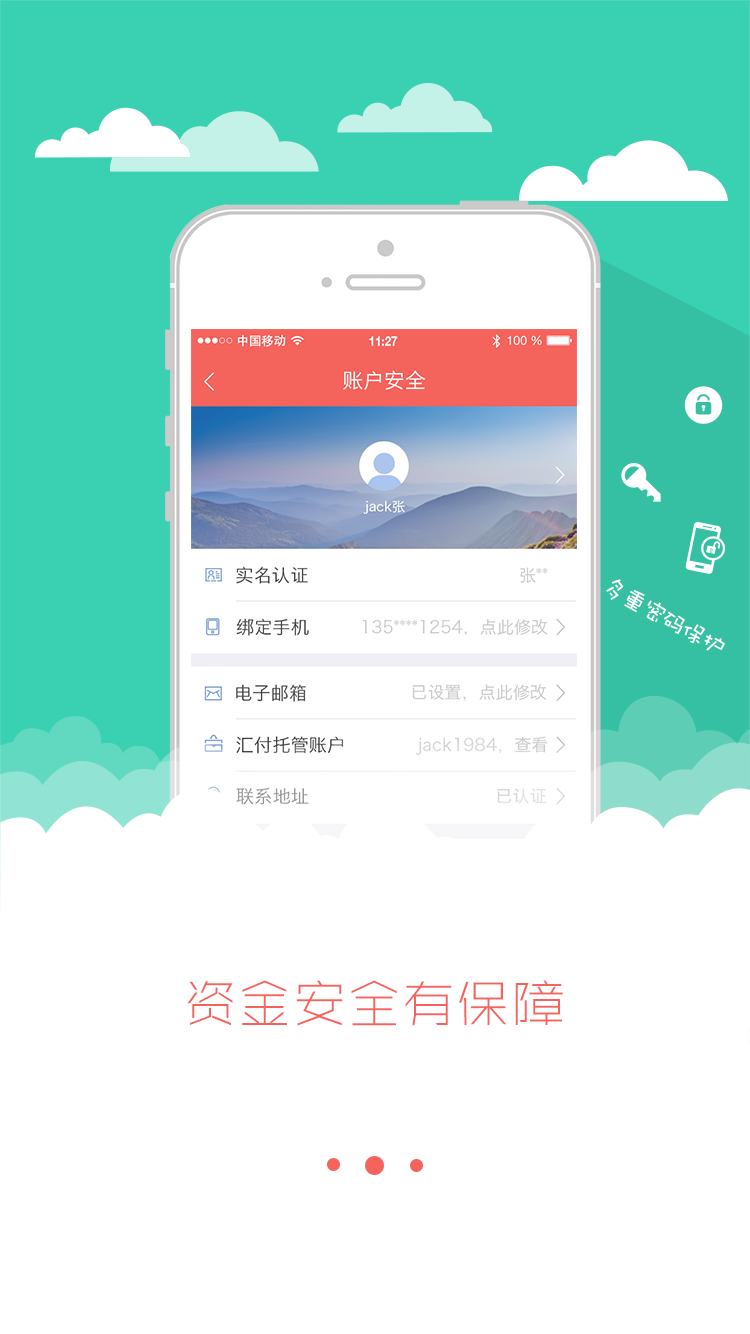 中国移动 11:27 100 %
账户安全
jack张
实名认证 张**
绑定手机 135****1254，点此修改
电子邮箱 已设置，点此修改
汇付托管账户 jack1984，查看
联系地址 已认证
多重密码保护
资金安全有保障